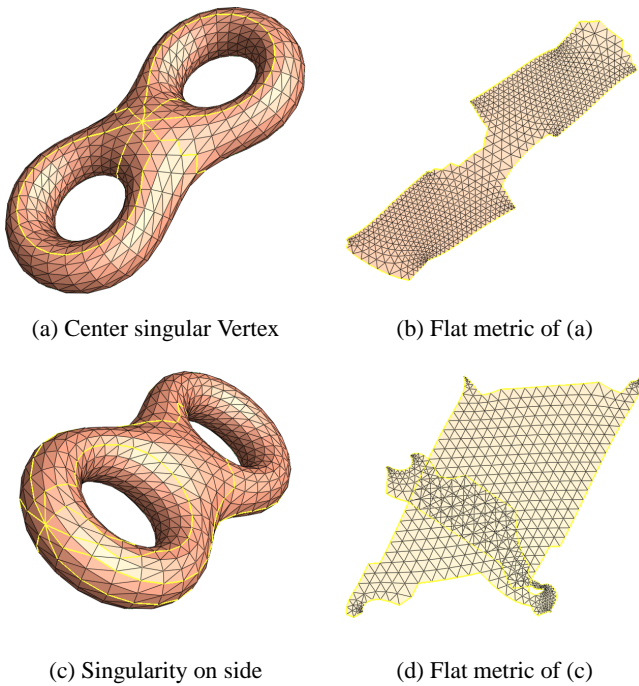 (a) Center singular Vertex
(b) Flat metric of (a)
(c) Singularity on side
(d) Flat metric of (c)